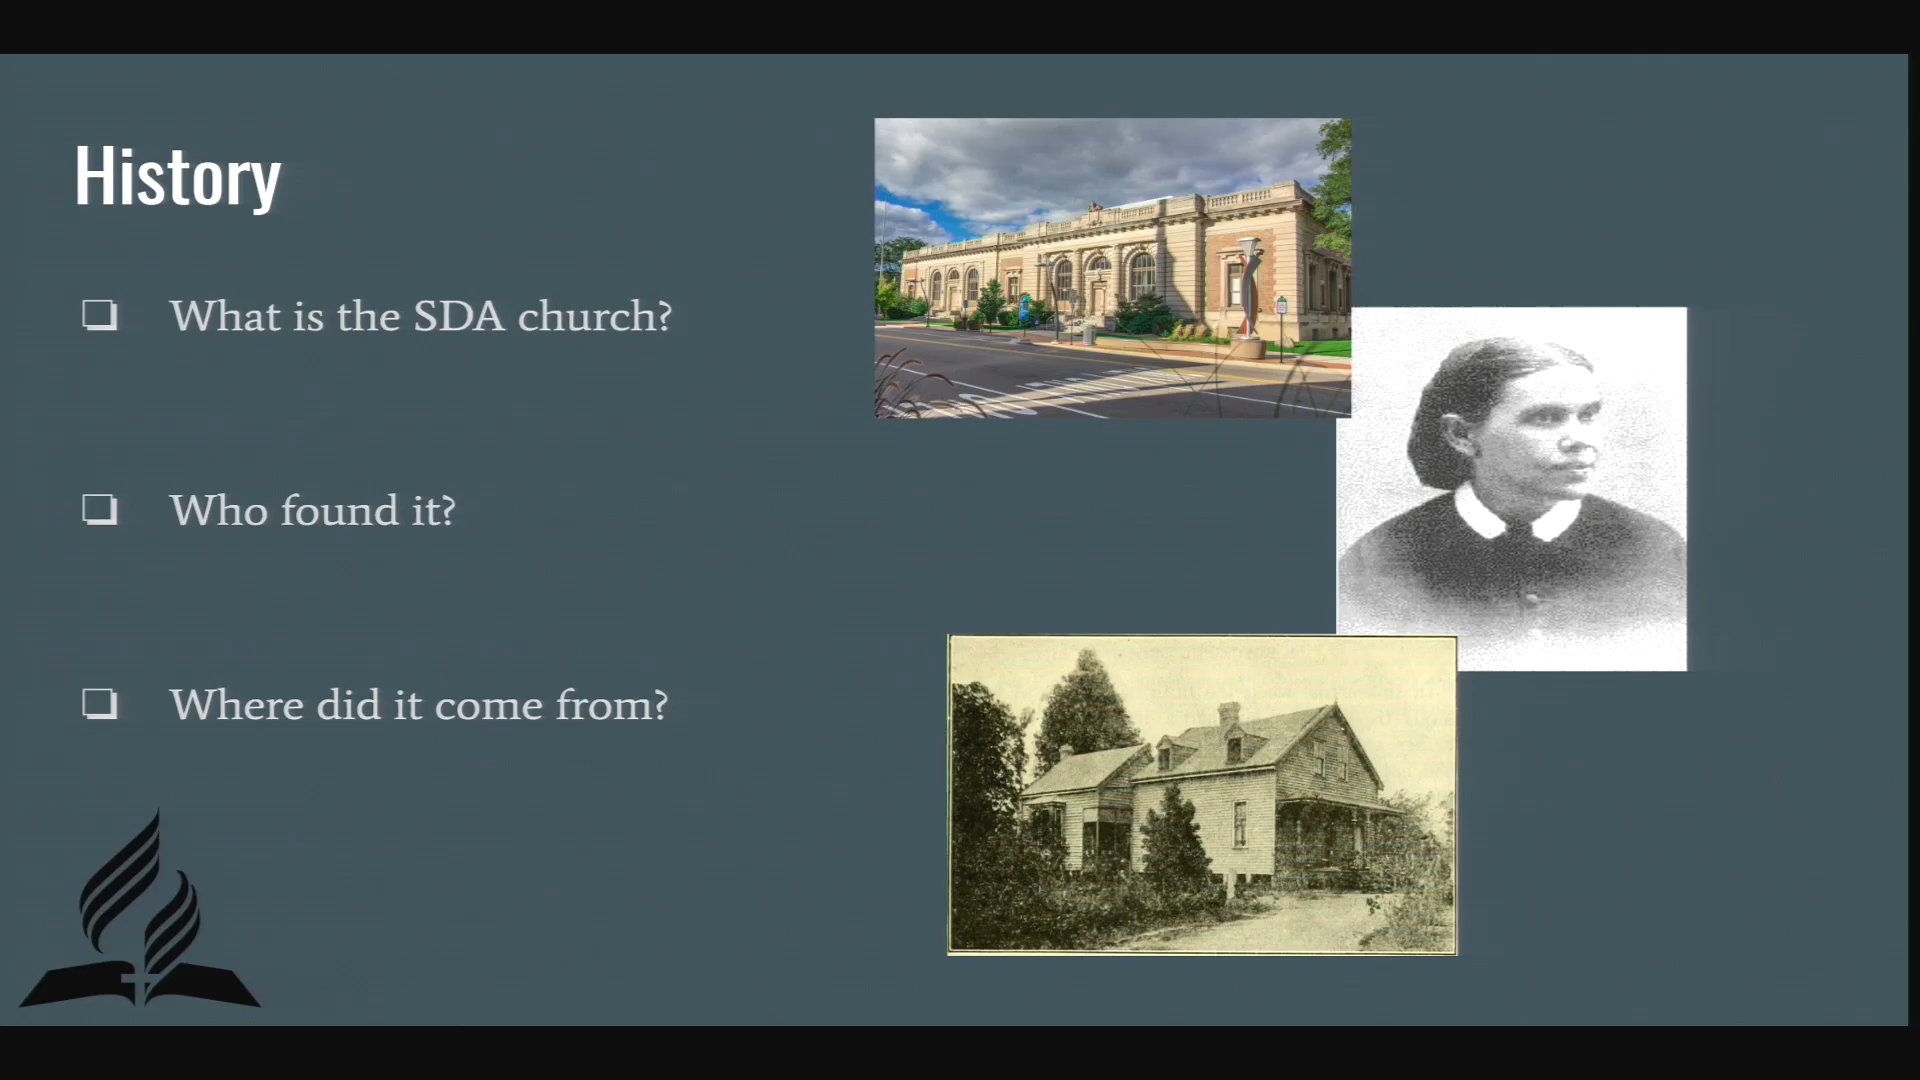 History
What is the SDA church?
Who found it?
Where did it come from?